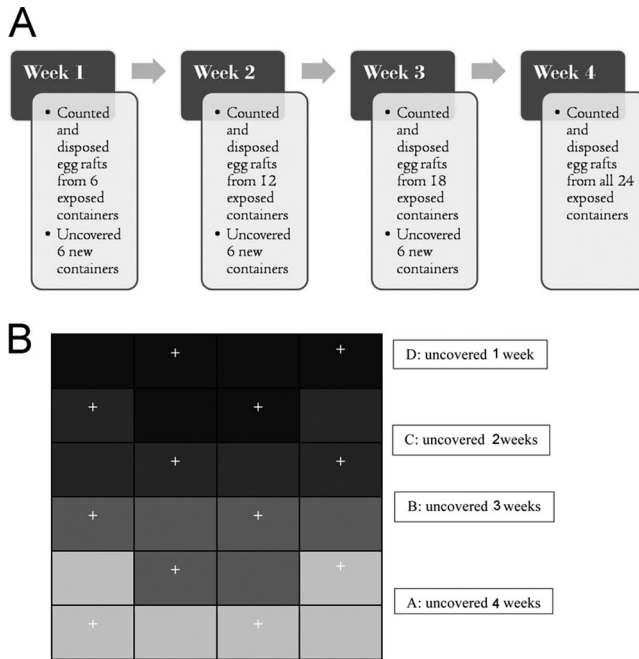 A
Week 1
• Counted
and
disposed
egg rafts
from 6
exposed
containers
• Uncovered
6 new
containers
Week 2
• Counted
and
disposed
egg rafts
from 12
exposed
containers
• Uncovered
6 new
containers
Week 3
• Counted
and
disposed
egg rafts
from 18
exposed
containers
• Uncovered
6 new
containers
Week 4
• Counted
and
disposed
egg rafts
from all 24
exposed
containers
B
+ +
+ +
+ +
+ +
+ +
+ +
D: uncovered 1 week
C: uncovered 2weeks
B: uncovered 3 weeks
A: uncovered 4 weeks